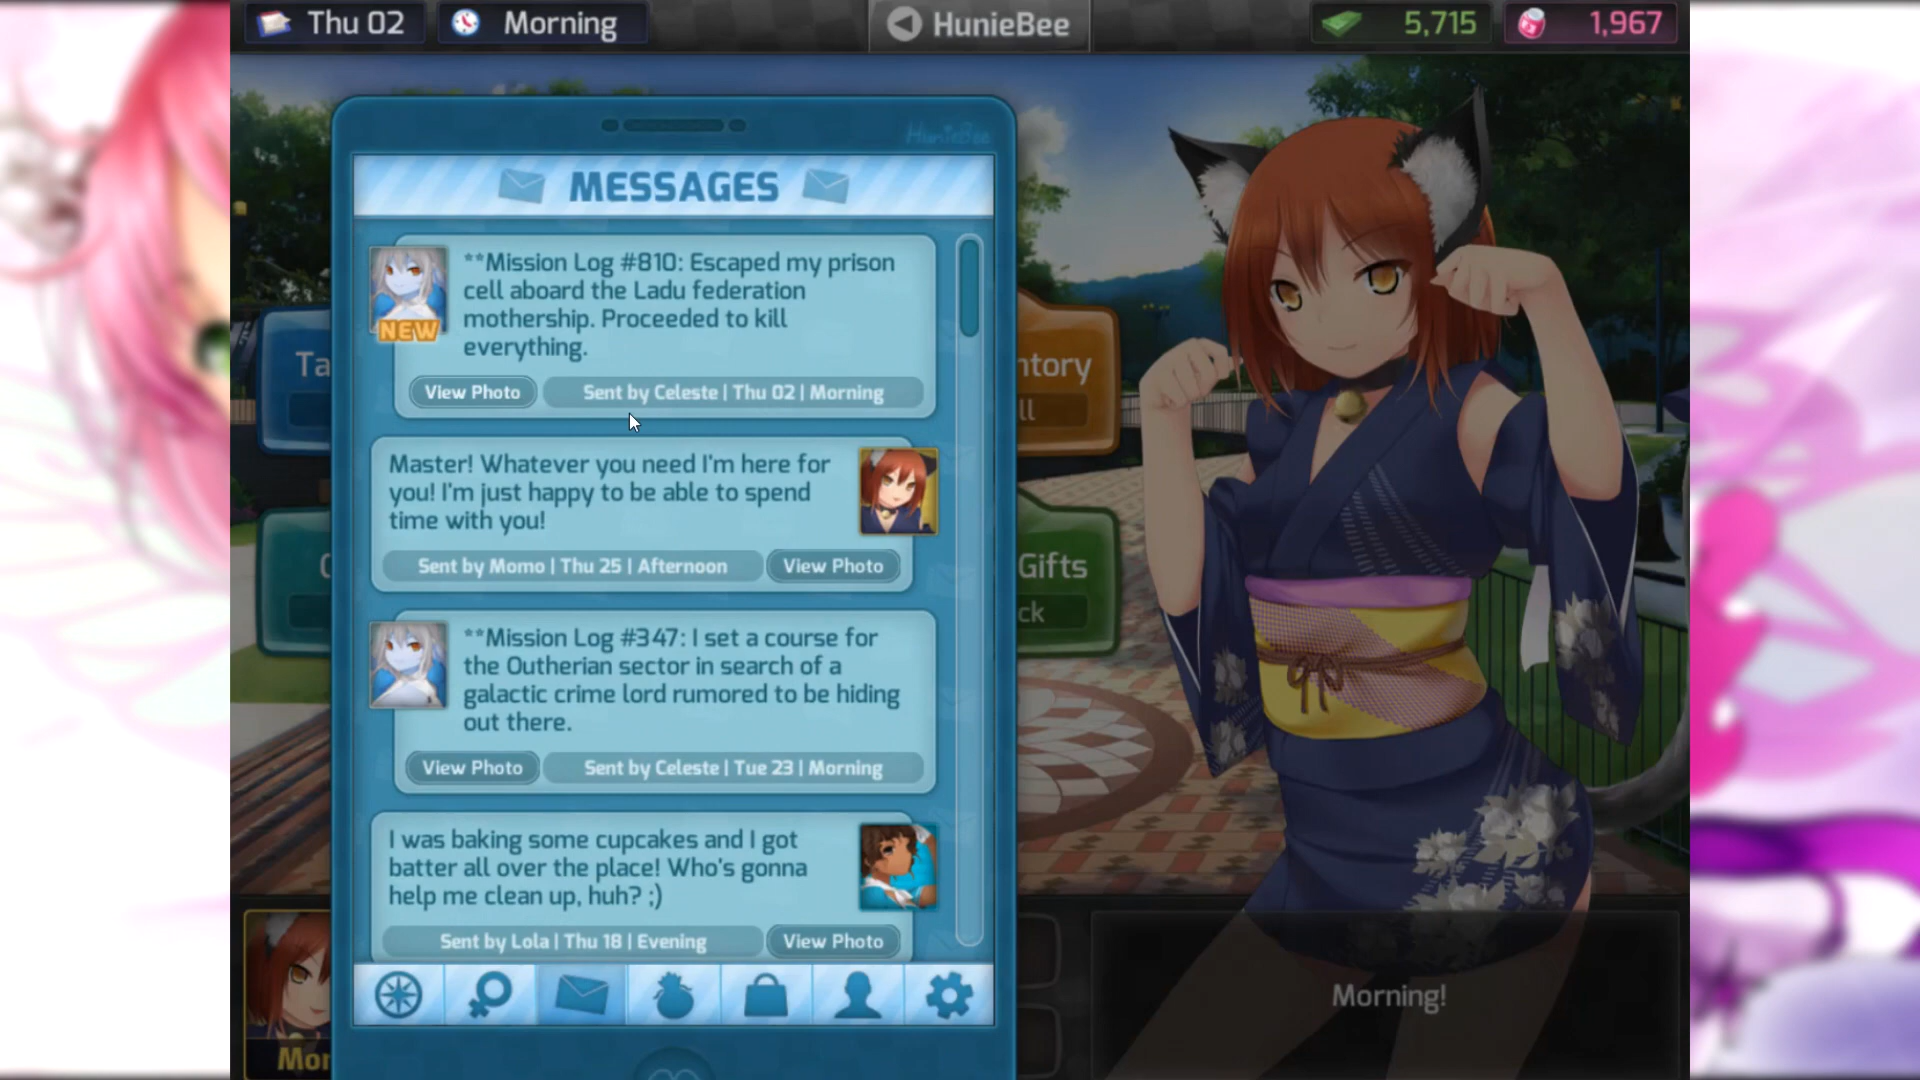 Thu 02
Morning
HunieBee
5,715
1,967
HunieBee
MESSAGES
**Mission Log #810: Escaped my prison
cell aboard the Ladu federation
mothership. Proceeded to kill
everything.
NEW
View Photo
Sent by Celeste | Thu 02 | Morning
Master! Whatever you need I'm here for
you! I'm just happy to be able to spend
time with you!
Sent by Momo | Thu 25 | Afternoon
View Photo
**Mission Log #347: I set a course for
the Outherian sector in search of a
galactic crime lord rumored to be hiding
out there.
View Photo
Sent by Celeste | Tue 23 | Morning
I was baking some cupcakes and I got
batter all over the place! Who's gonna
help me clean up, huh? ;)
Sent by Lola | Thu 18 | Evening
View Photo
Ta
ntory
ll
Gifts
ck
Mor
Morning!